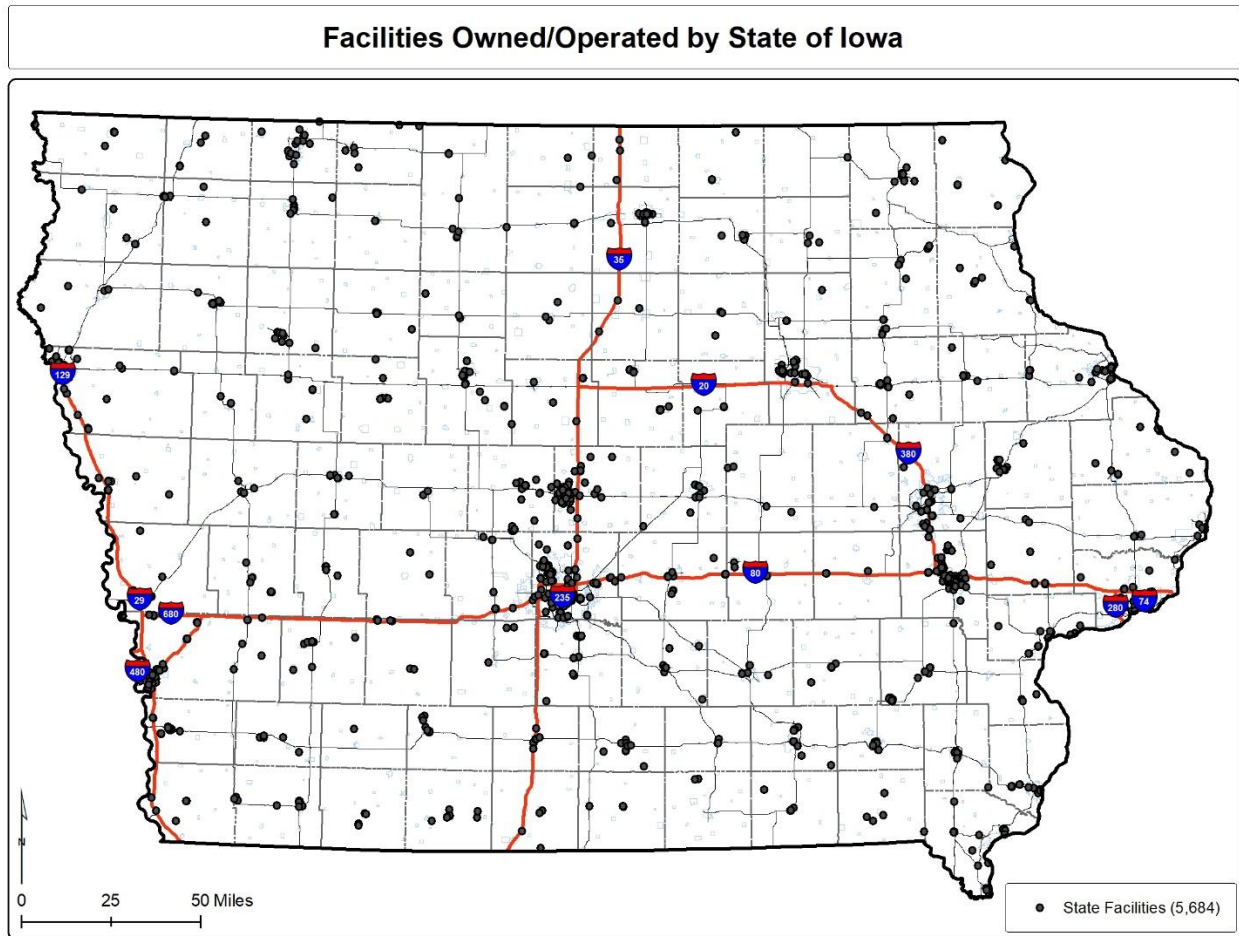 Facilities Owned/Operated by State of Iowa
35
129
20
380
80
235
29
680
280
74
480
N
0 25 50 Miles
State Facilities (5,684)